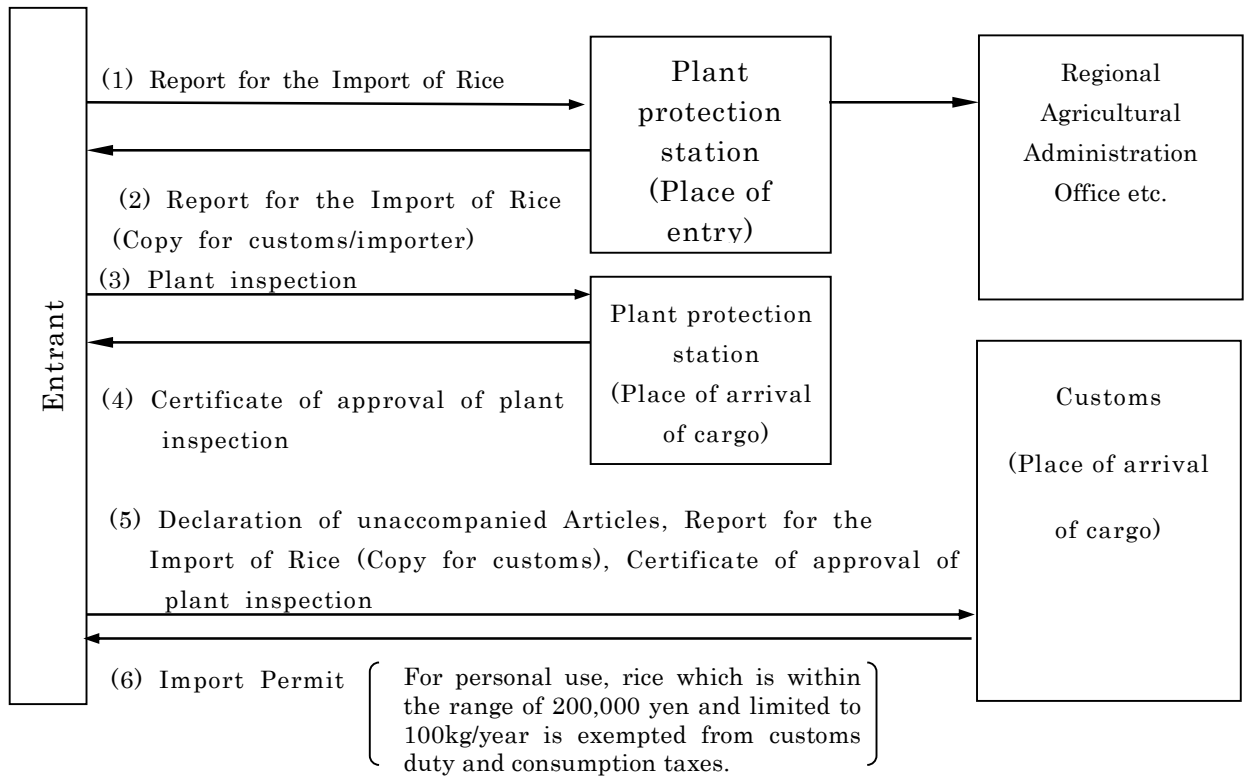 Entrant
(1) Report for the Import of Rice
(2) Report for the Import of Rice
(Copy for customs/importer)
(3) Plant inspection
(4) Certificate of approval of plant
inspection
(5) Declaration of unaccompanied Articles, Report for the
Import of Rice (Copy for customs), Certificate of approval of
plant inspection
(6) Import Permit
For personal use, rice which is within
the range of 200,000 yen and limited to
100kg/year is exempted from customs
duty and consumption taxes.
Plant
protection
station
(Place of
entry)
Plant protection
station
(Place of arrival
of cargo)
Regional
Agricultural
Administration
Office etc.
Customs
(Place of arrival
of cargo)